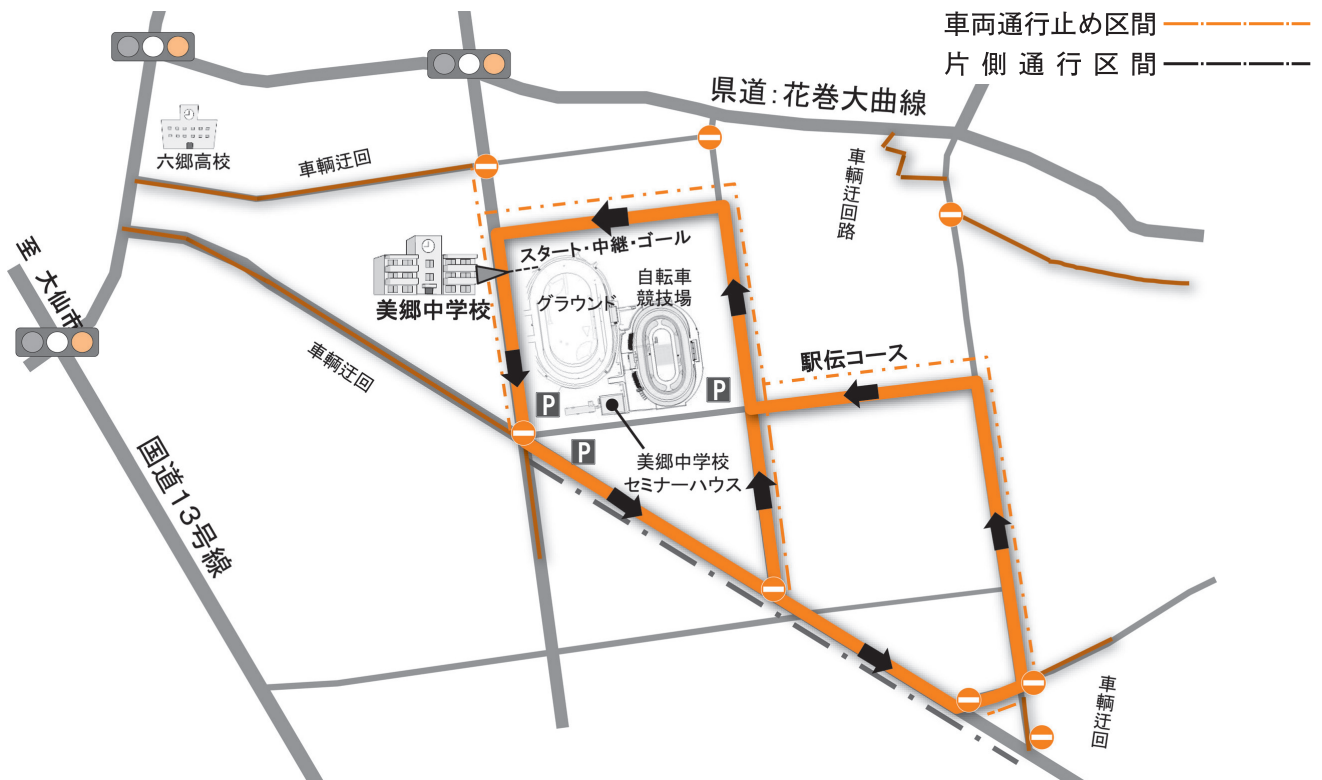 車両通行止め区間
片側通行区間
県道:花巻大曲線
六郷高校
車輌迂回
車輌迂回路
至 大仙市
スタート・中継・ゴール
美郷中学校
グラウンド
自転車
競技場
車輌迂回
駅伝コース
P
P
P
美郷中学校
セミナーハウス
国道13号線
車輌迂回